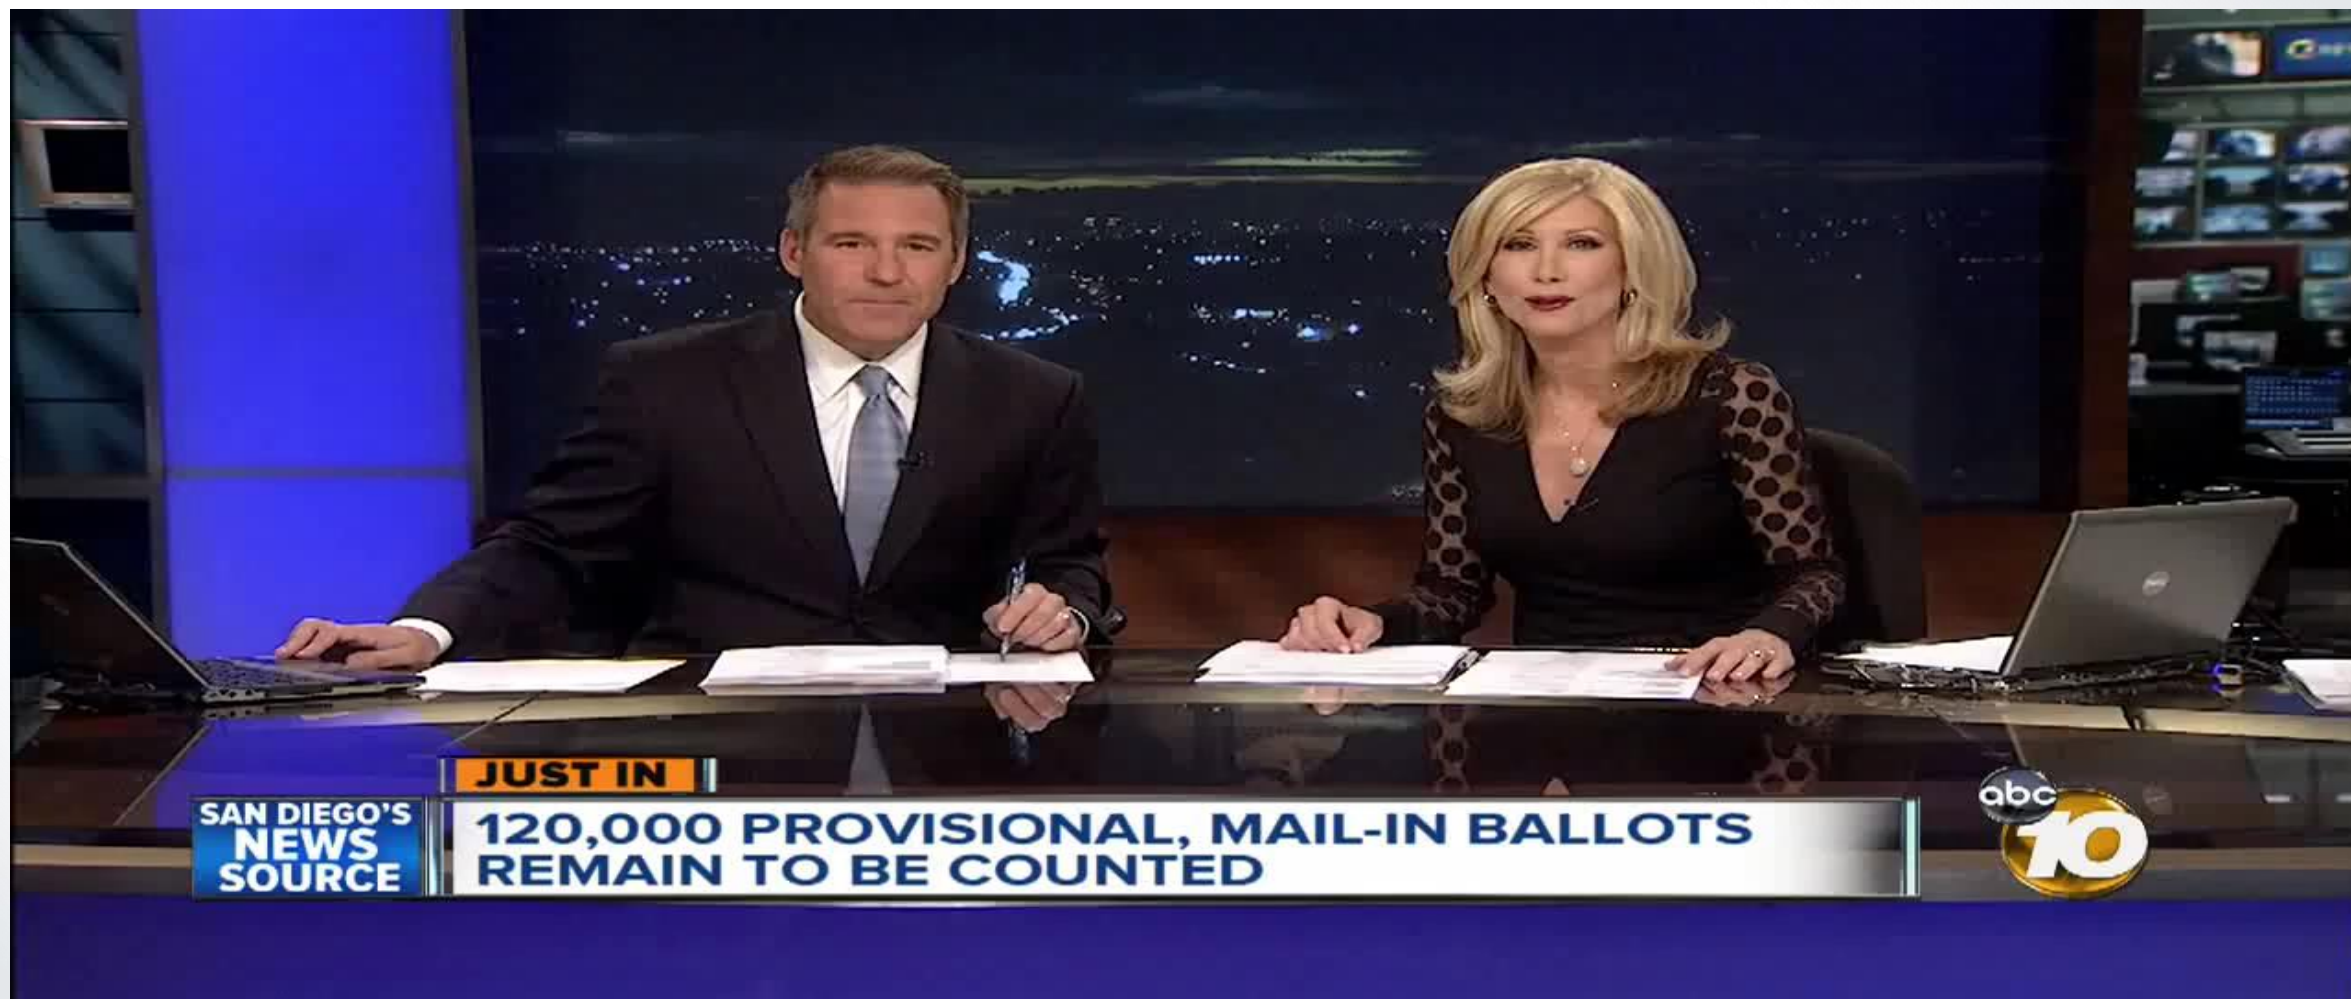 JUST IN
SAN DIEGO'S
NEWS
SOURCE
120,000 PROVISIONAL, MAIL-IN BALLOTS
REMAIN TO BE COUNTED
abc
10